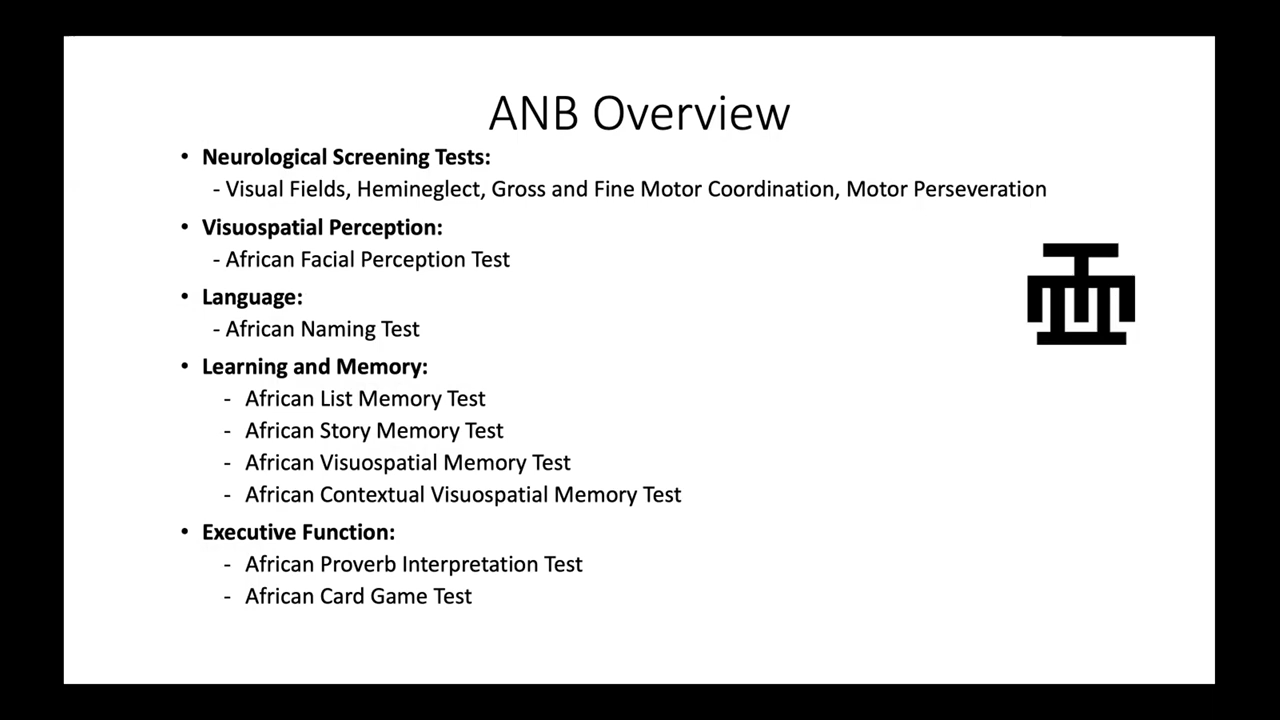 ANB Overview
• Neurological Screening Tests:
- Visual Fields, Hemineglect, Gross and Fine Motor Coordination, Motor Perseveration
• Visuospatial Perception:
- African Facial Perception Test
• Language:
- African Naming Test
• Learning and Memory:
- African List Memory Test
- African Story Memory Test
- African Visuospatial Memory Test
- African Contextual Visuospatial Memory Test
• Executive Function:
- African Proverb Interpretation Test
- African Card Game Test